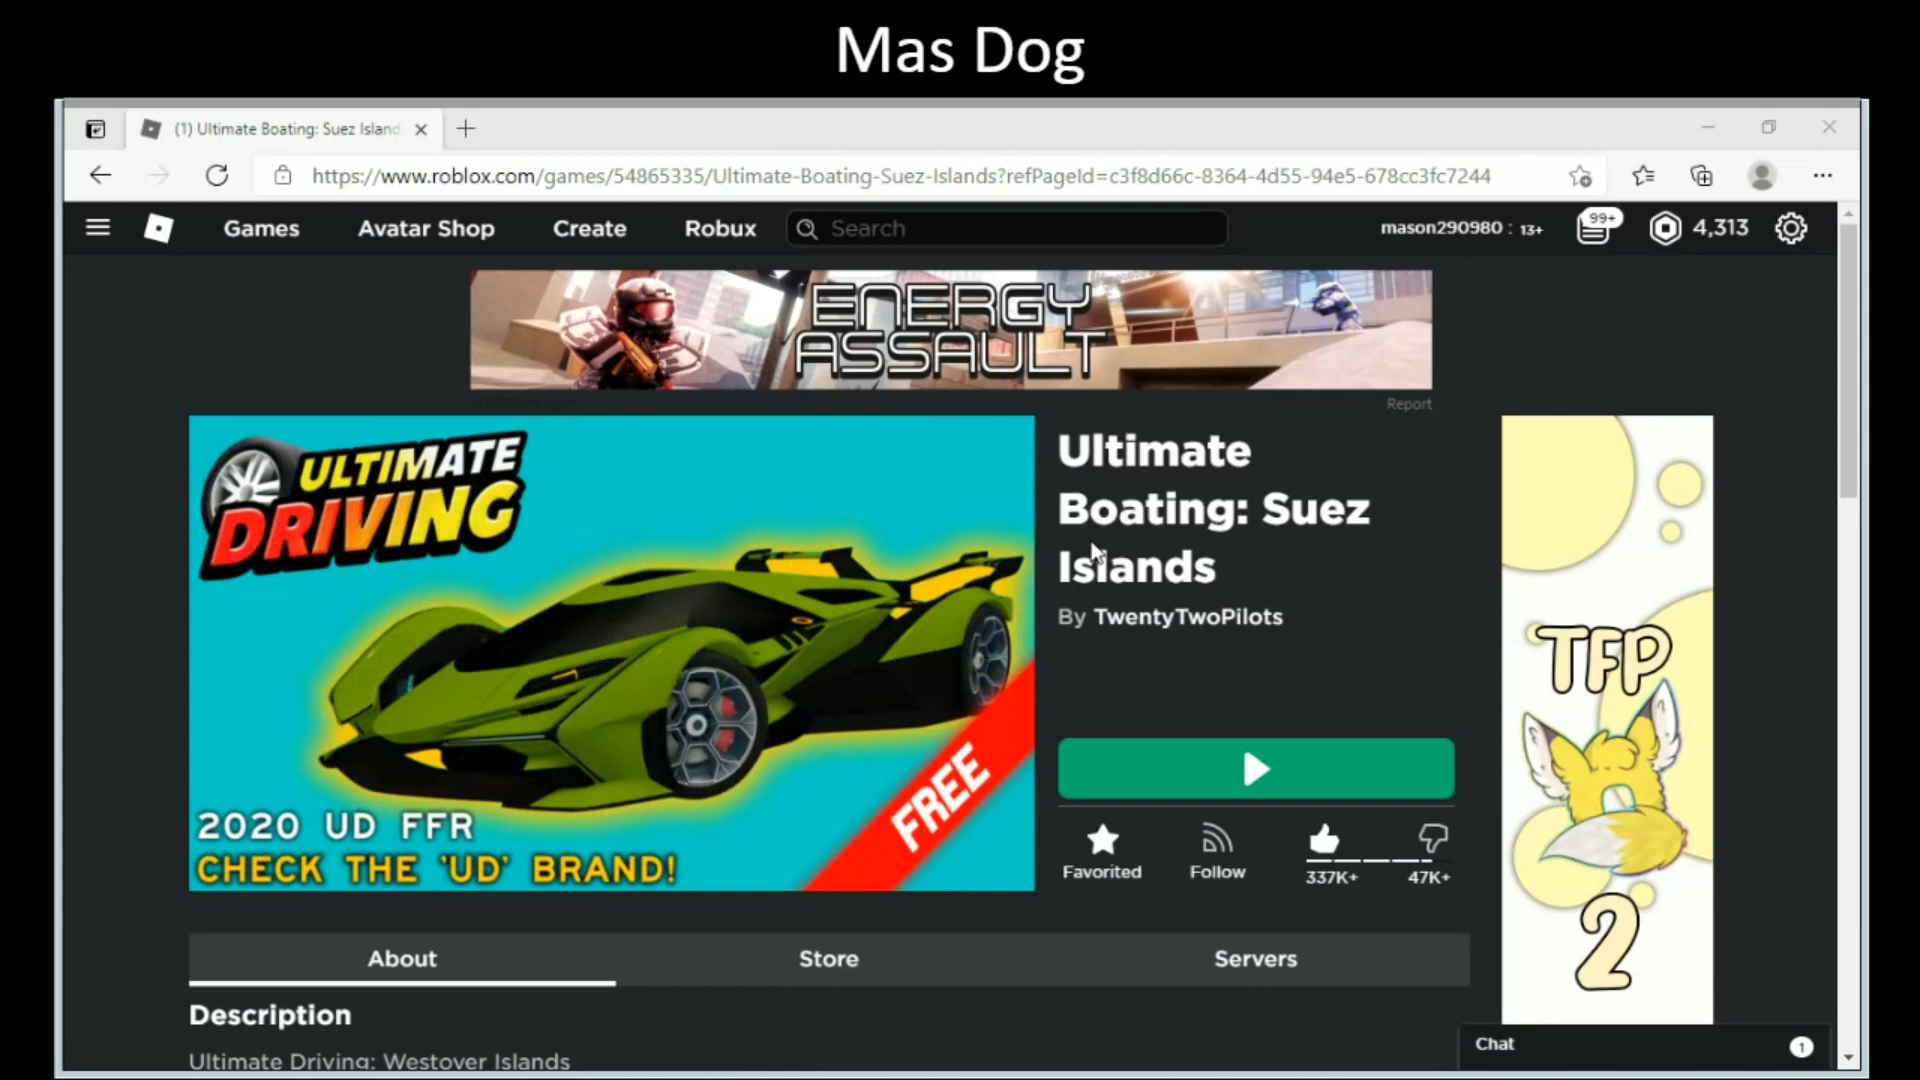 Mas Dog
(1) Ultimate Boating: Suez Island
https://www.roblox.com/games/54865335/Ultimate-Boating-Suez-Islands?refPageId=c3f8d66c-8364-4d55-94e5-678cc3fc7244
Games Avatar Shop Create Robux Search mason290980 : 13+ 99+ 4,313
ENERGY
ASSAULT
Report
ULTIMATE
DRIVING
2020 UD FFR
CHECK THE 'UD' BRAND!
FREE
Ultimate
Boating: Suez
Islands
By TwentyTwoPilots
Favorited Follow 337K+ 47K+
TFP
2
About Store Servers
Description
Ultimate Driving: Westover Islands
Chat 1